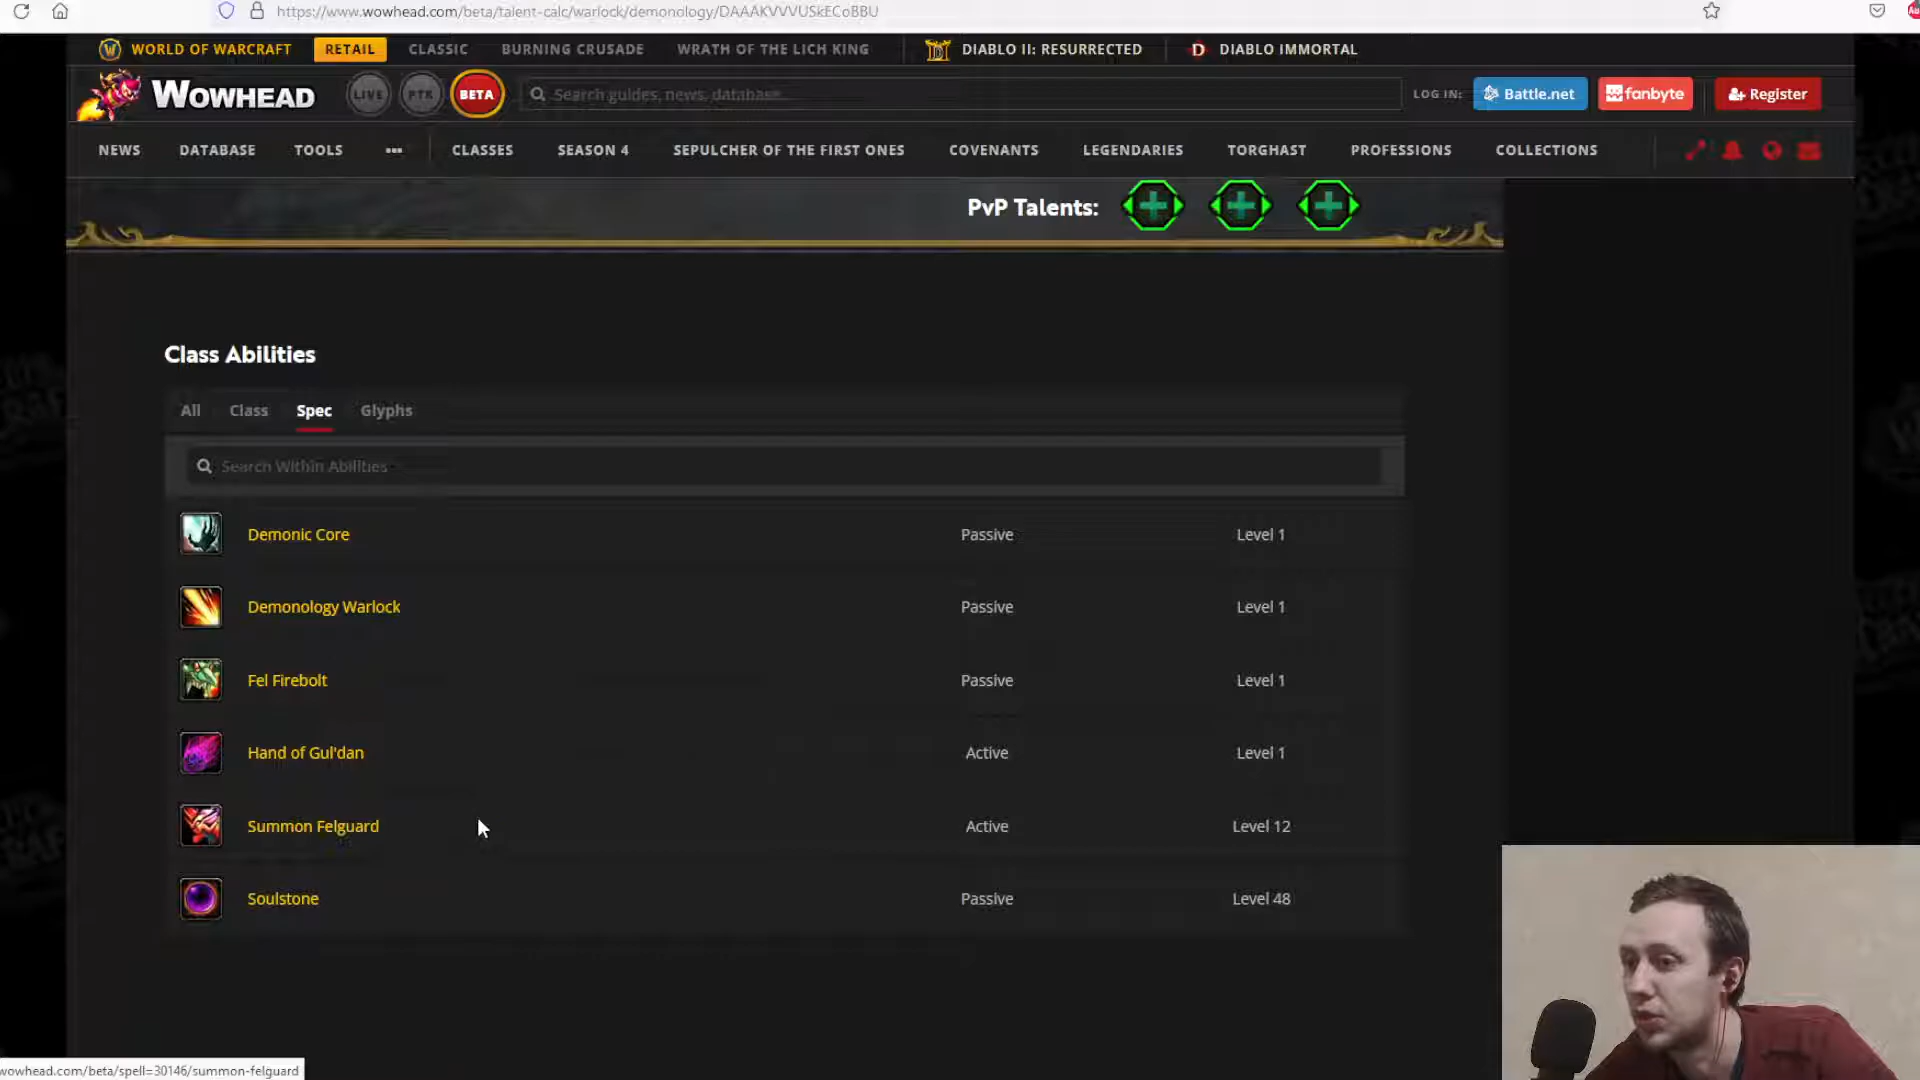 https://www.wowhead.com/beta/talent-calc/warlock/demonology/DAAAKVVVUSkECoBBU
WORLD OF WARCRAFT RETAIL CLASSIC BURNING CRUSADE WRATH OF THE LICH KING DIABLO II: RESURRECTED DIABLO IMMORTAL
WOWHEAD LIVE PTR BETA Search guides, news, database... LOG IN: Battle.net fanbyte Register
NEWS DATABASE TOOLS ••• CLASSES SEASON 4 SEPULCHER OF THE FIRST ONES COVENANTS LEGENDARIES TORGHAST PROFESSIONS COLLECTIONS
PvP Talents:
Class Abilities
All Class Spec Glyphs
Search Within Abilities
Demonic Core Passive Level 1
Demonology Warlock Passive Level 1
Fel Firebolt Passive Level 1
Hand of Gul'dan Active Level 1
Summon Felguard Active Level 12
Soulstone Passive Level 48
wowhead.com/beta/spell=30146/summon-felguard